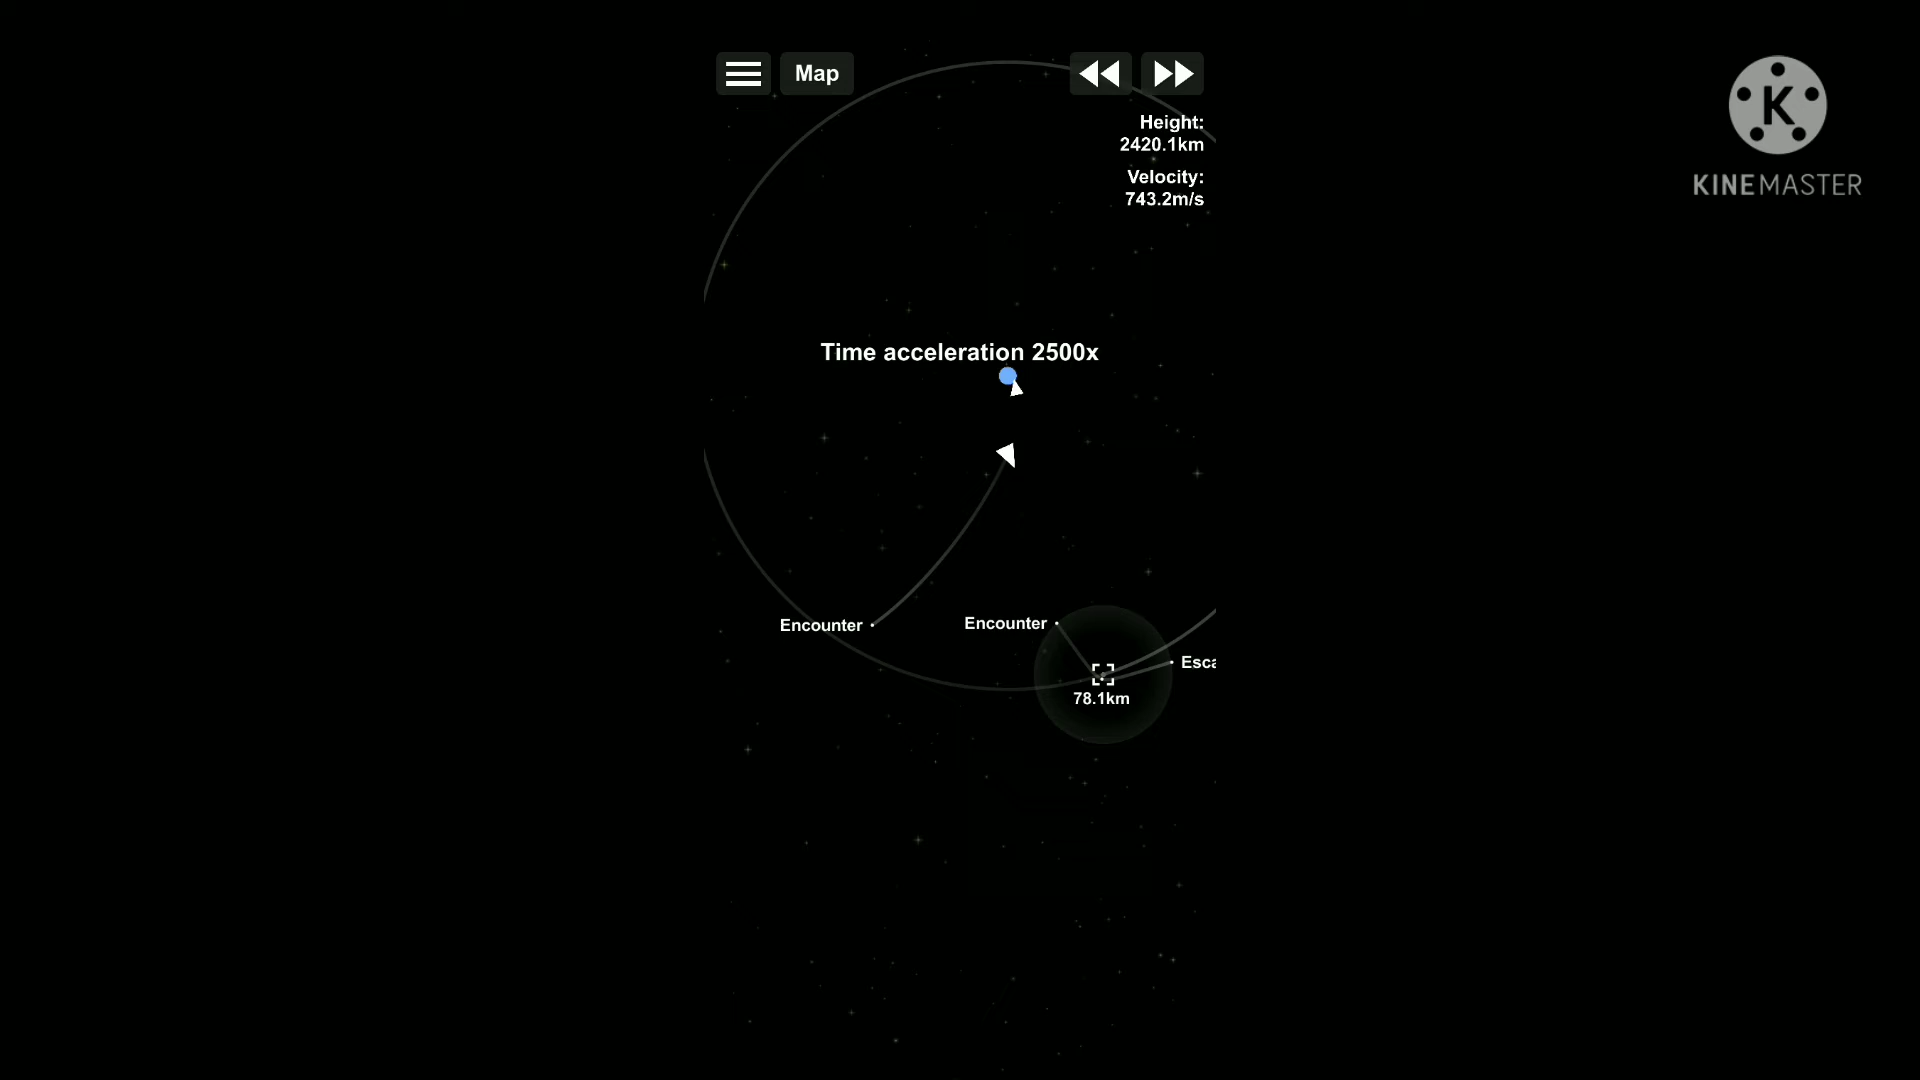 Map
Height:
2420.1km
Velocity:
743.2m/s
K
KINEMASTER
Time acceleration 2500x
Encounter
Encounter
Esca
78.1km